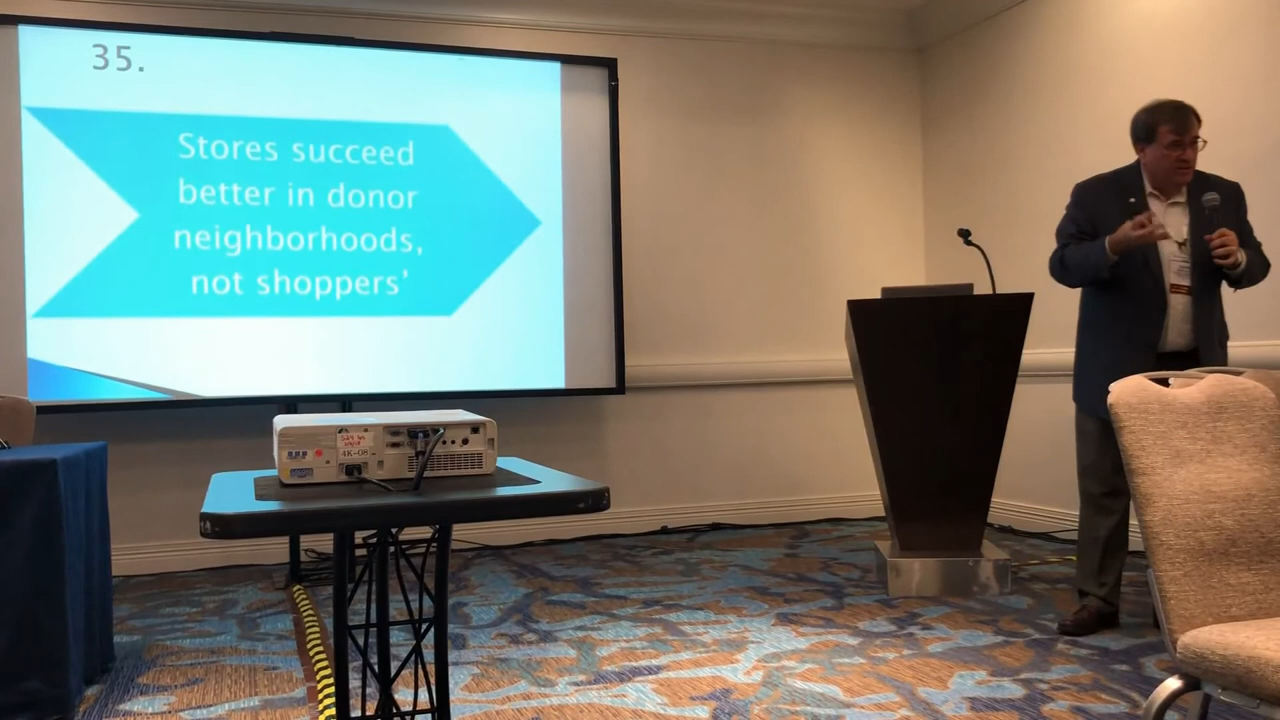 35.
Stores succeed
better in donor
neighborhoods,
not shoppers’
4K-08